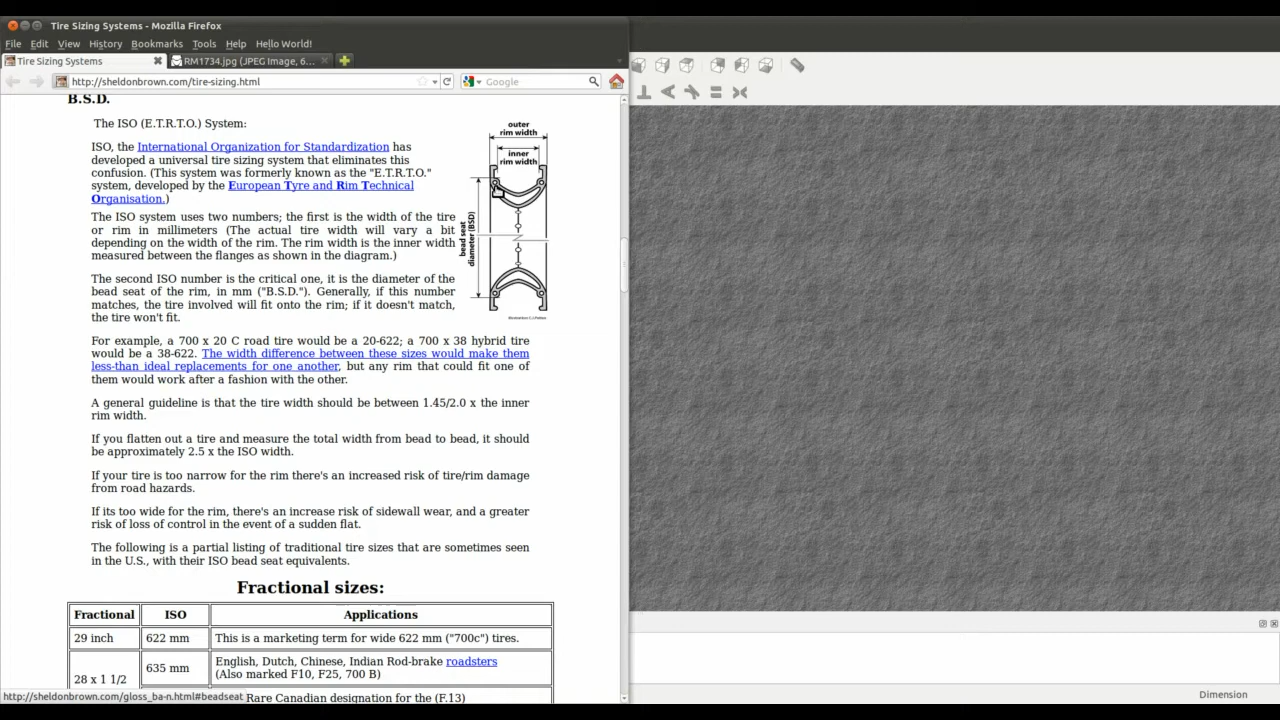 Tire Sizing Systems - Mozilla Firefox
File Edit View History Bookmarks Tools Help Hello World!
Tire Sizing Systems
RM1734.jpg (JPEG Image, 6...
http://sheldonbrown.com/tire-sizing.html
Google
B.S.D.
The ISO (E.T.R.T.O.) System:
ISO, the International Organization for Standardization has
developed a universal tire sizing system that eliminates this
confusion. (This system was formerly known as the "E.T.R.T.O."
system, developed by the European Tyre and Rim Technical
Organisation.)
The ISO system uses two numbers; the first is the width of the tire
or rim in millimeters (The actual tire width will vary a bit
depending on the width of the rim. The rim width is the inner width
measured between the flanges as shown in the diagram.)
The second ISO number is the critical one, it is the diameter of the
bead seat of the rim, in mm ("B.S.D."). Generally, if this number
matches, the tire involved will fit onto the rim; if it doesn't match,
the tire won't fit.
outer
rim width
inner
rim width
bead seat
diameter (BSD)
For example, a 700 x 20 C road tire would be a 20-622; a 700 x 38 hybrid tire
would be a 38-622. The width difference between these sizes would make them
less-than ideal replacements for one another, but any rim that could fit one of
them would work after a fashion with the other.
A general guideline is that the tire width should be between 1.45/2.0 x the inner
rim width.
If you flatten out a tire and measure the total width from bead to bead, it should
be approximately 2.5 x the ISO width.
If your tire is too narrow for the rim there's an increased risk of tire/rim damage
from road hazards.
If its too wide for the rim, there's an increase risk of sidewall wear, and a greater
risk of loss of control in the event of a sudden flat.
The following is a partial listing of traditional tire sizes that are sometimes seen
in the U.S., with their ISO bead seat equivalents.
Fractional sizes:
Fractional ISO Applications
29 inch 622 mm This is a marketing term for wide 622 mm ("700c") tires.
28 x 1 1/2 635 mm English, Dutch, Chinese, Indian Rod-brake roadsters
(Also marked F10, F25, 700 B)
Rare Canadian designation for the (F.13)
http://sheldonbrown.com/gloss_ba-n.html#beadseat
Dimension